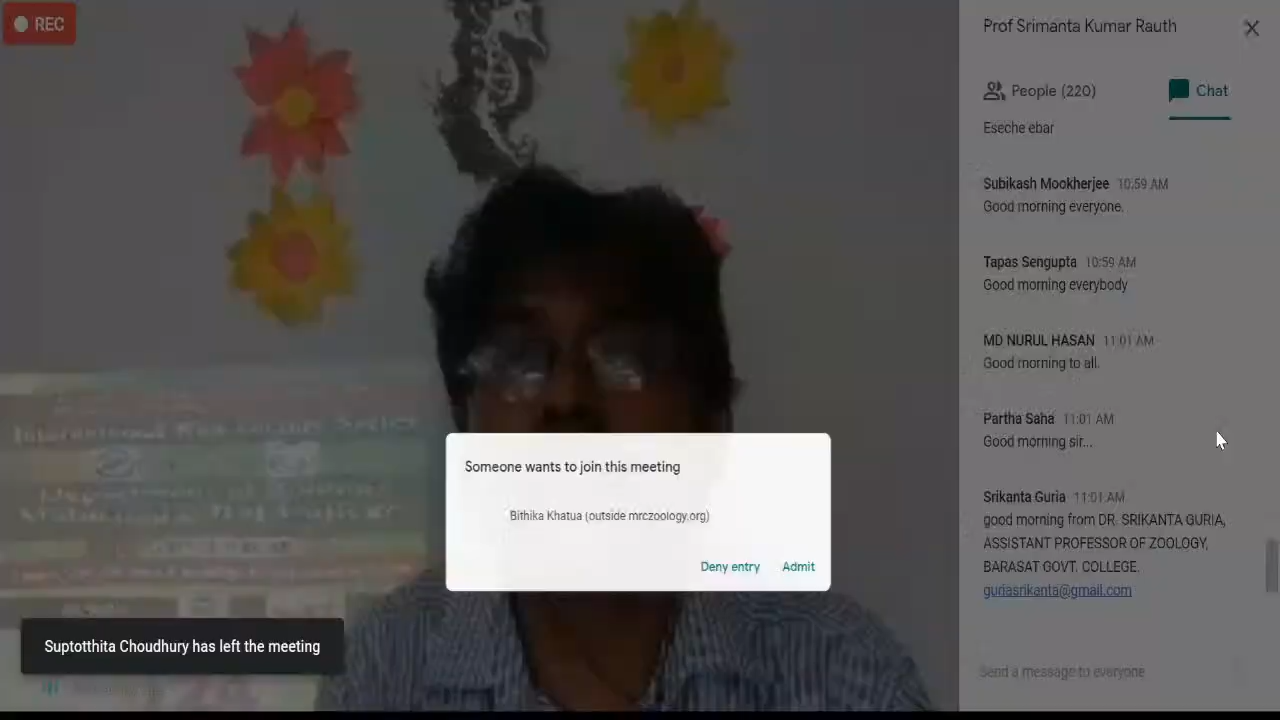 REC
Prof Srimanta Kumar Rauth
People (220)
Chat
Eseche ebar
Subikash Mookherjee 10:59 AM
Good morning everyone.
Tapas Sengupta 10:59 AM
Good morning everybody
MD NURUL HASAN 11:01 AM
Good morning to all.
Partha Saha 11:01 AM
Good morning sir...
Srikanta Guria 11:01 AM
good morning from DR. SRIKANTA GURIA,
ASSISTANT PROFESSOR OF ZOOLOGY,
BARASAT GOVT. COLLEGE.
guriasrikanta@gmail.com
Send a message to everyone
Someone wants to join this meeting
Bithika Khatua (outside mrczoology.org)
Deny entry
Admit
Suptotthita Choudhury has left the meeting